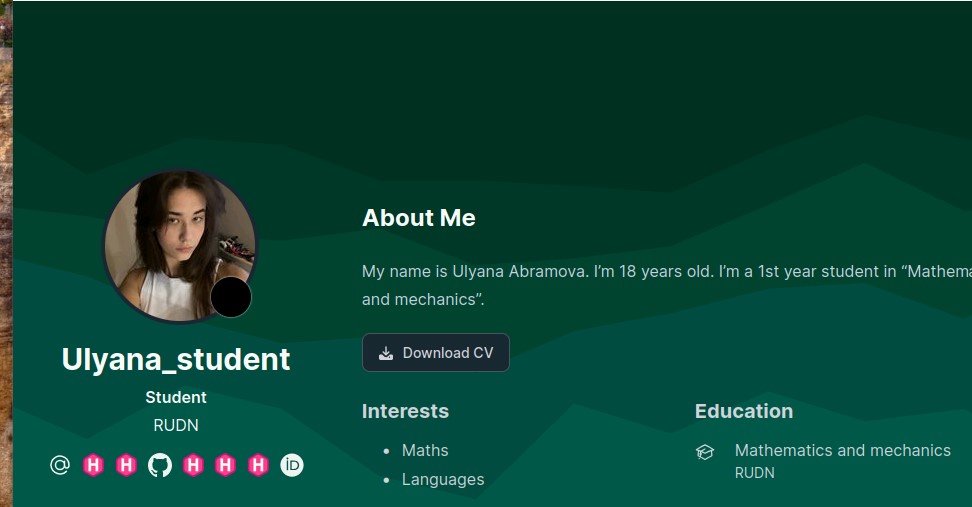 About Me
My name is Ulyana Abramova. I'm 18 years old. I'm a 1st year student in “Mathema
and mechanics”.
Download CV
Ulyana_student
Student
RUDN
@ H H H H H iD
Interests
• Maths
• Languages
Education
Mathematics and mechanics
RUDN